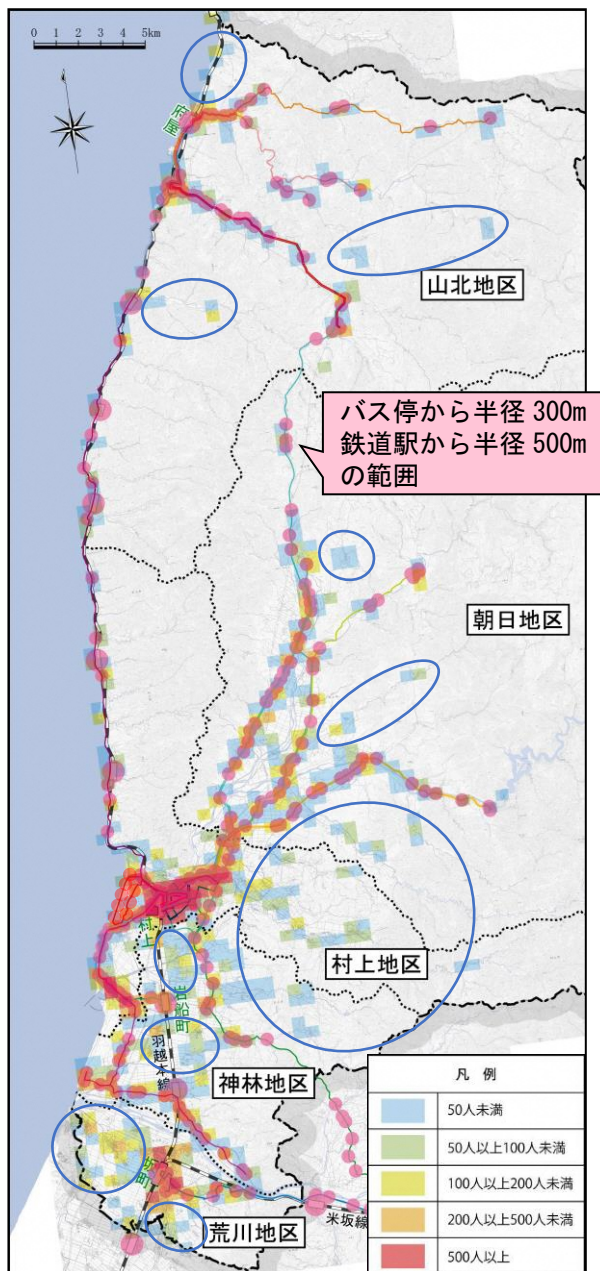 0 1 2 3 4 5km
府屋
山北地区
バス停から半径 300m
鉄道駅から半径 500m
の範囲
朝日地区
村上
村上地区
岩船町
羽越本線
神林地区
坂町
荒川地区
米坂線
凡 例
50人未満
50人以上100人未満
100人以上200人未満
200人以上500人未満
500人以上